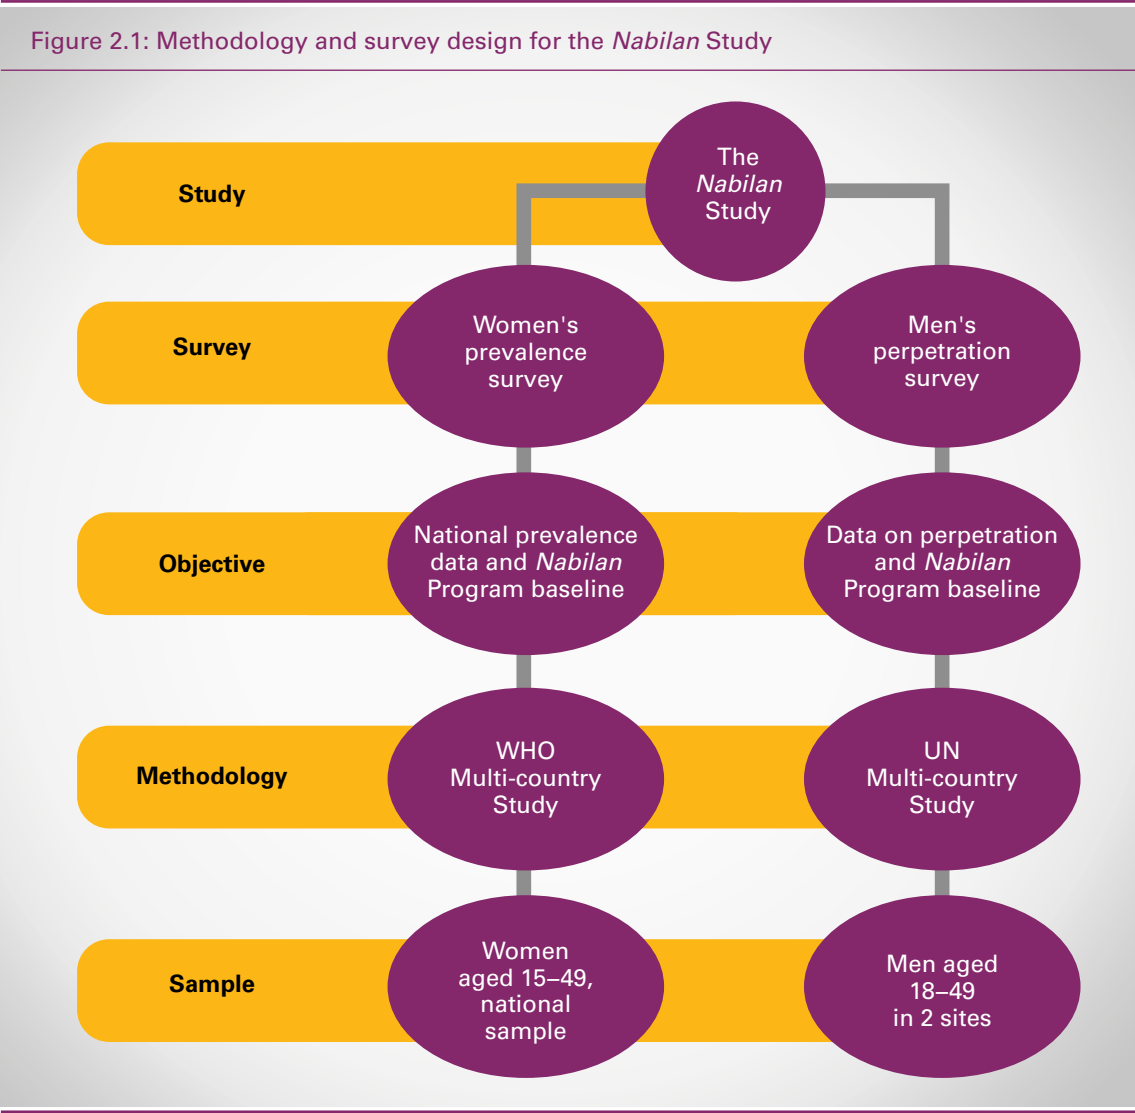 Figure 2.1: Methodology and survey design for the Nabilan Study
Study
The
Nabilan
Study
Survey
Women's
prevalence
survey
Men's
perpetration
survey
Objective
National prevalence
data and Nabilan
Program baseline
Data on perpetration
and Nabilan
Program baseline
Methodology
WHO
Multi-country
Study
UN
Multi-country
Study
Sample
Women
aged 15–49,
national
sample
Men aged
18–49
in 2 sites